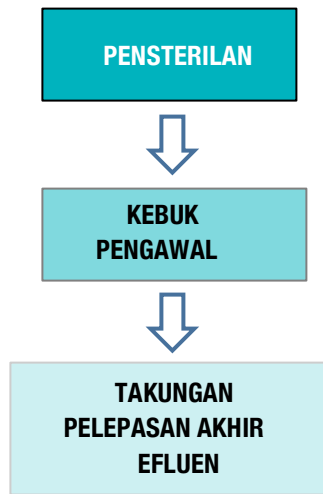 PENSTERILAN
KEBUK
PENGAWAL
TAKUNGAN
PELEPASAN AKHIR
EFLUEN